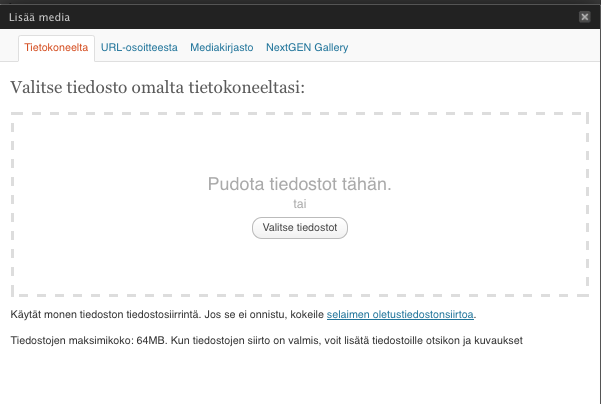 Lisää media
Tietokoneelta URL-osoitteesta Mediakirjasto NextGEN Gallery
Valitse tiedosto omalta tietokoneeltasi:
Pudota tiedostot tähän.
tai
Valitse tiedostot
Käytät monen tiedoston tiedostosiirrintä. Jos se ei onnistu, kokeile selaimen oletustiedostonsiirtoa.
Tiedostojen maksimikoko: 64MB. Kun tiedostojen siirto on valmis, voit lisätä tiedostoille otsikon ja kuvaukset